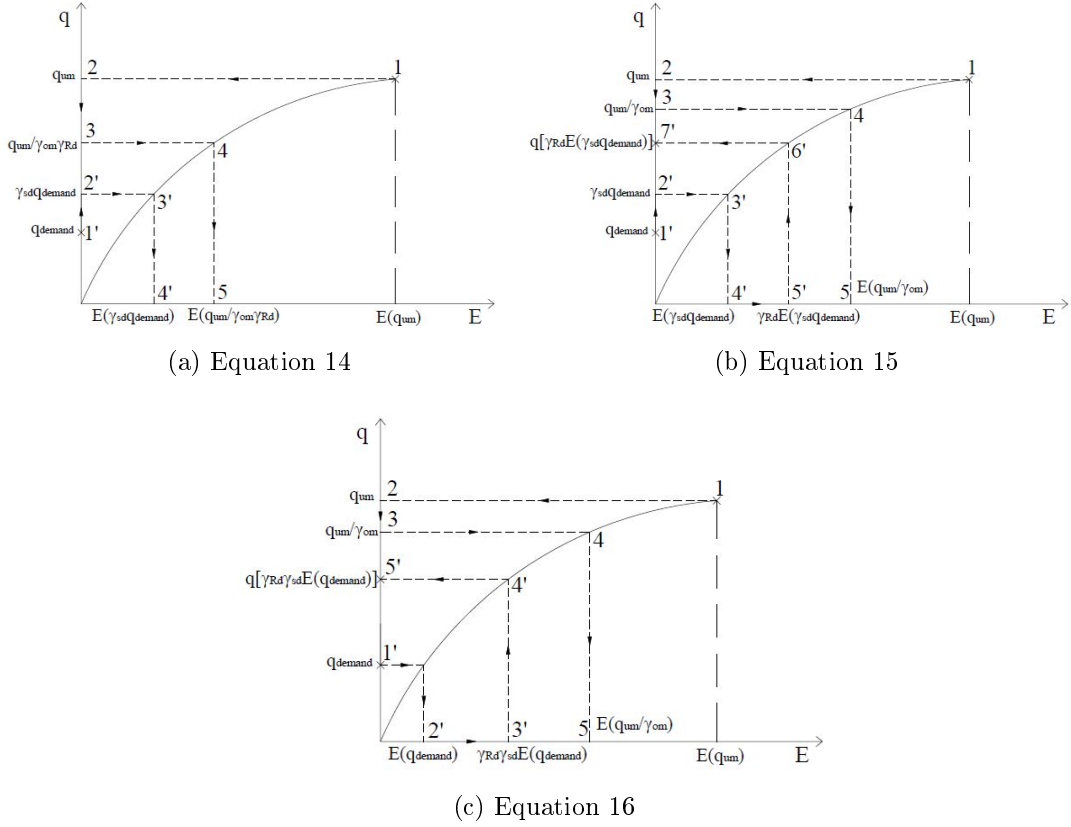 q
qum
2
1
3
qum/γomγRd
4
γsdqdemand
2'
3'
qdemand
1'
4'
5
E(γsdqdemand)
E(qum/γomγRd)
E(qum)
E
(a) Equation 14
q
qum
2
1
3
qum/γom
4
q[γRdE(γsdqdemand)]
7'
6'
γsdqdemand
2'
3'
qdemand
1'
4'
5'
5
E(qum/γom)
E(γsdqdemand)
γRdE(γsdqdemand)
E(qum)
E
(b) Equation 15
q
qum
2
1
3
qum/γom
4
q[γRdγsdE(qdemand)]
5'
4'
qdemand
1'
2'
3'
5
E(qum/γom)
E(qdemand)
γRdγsdE(qdemand)
E(qum)
E
(c) Equation 16